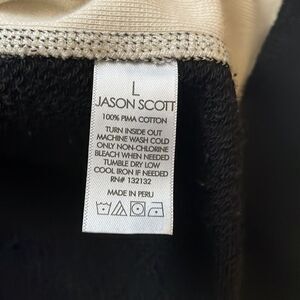 L
JASON SCOTT
100% PIMA COTTON
TURN INSIDE OUT
MACHINE WASH COLD
ONLY NON-CHLORINE
BLEACH WHEN NEEDED
TUMBLE DRY LOW
COOL IRON IF NEEDED
RN# 132132
MADE IN PERU